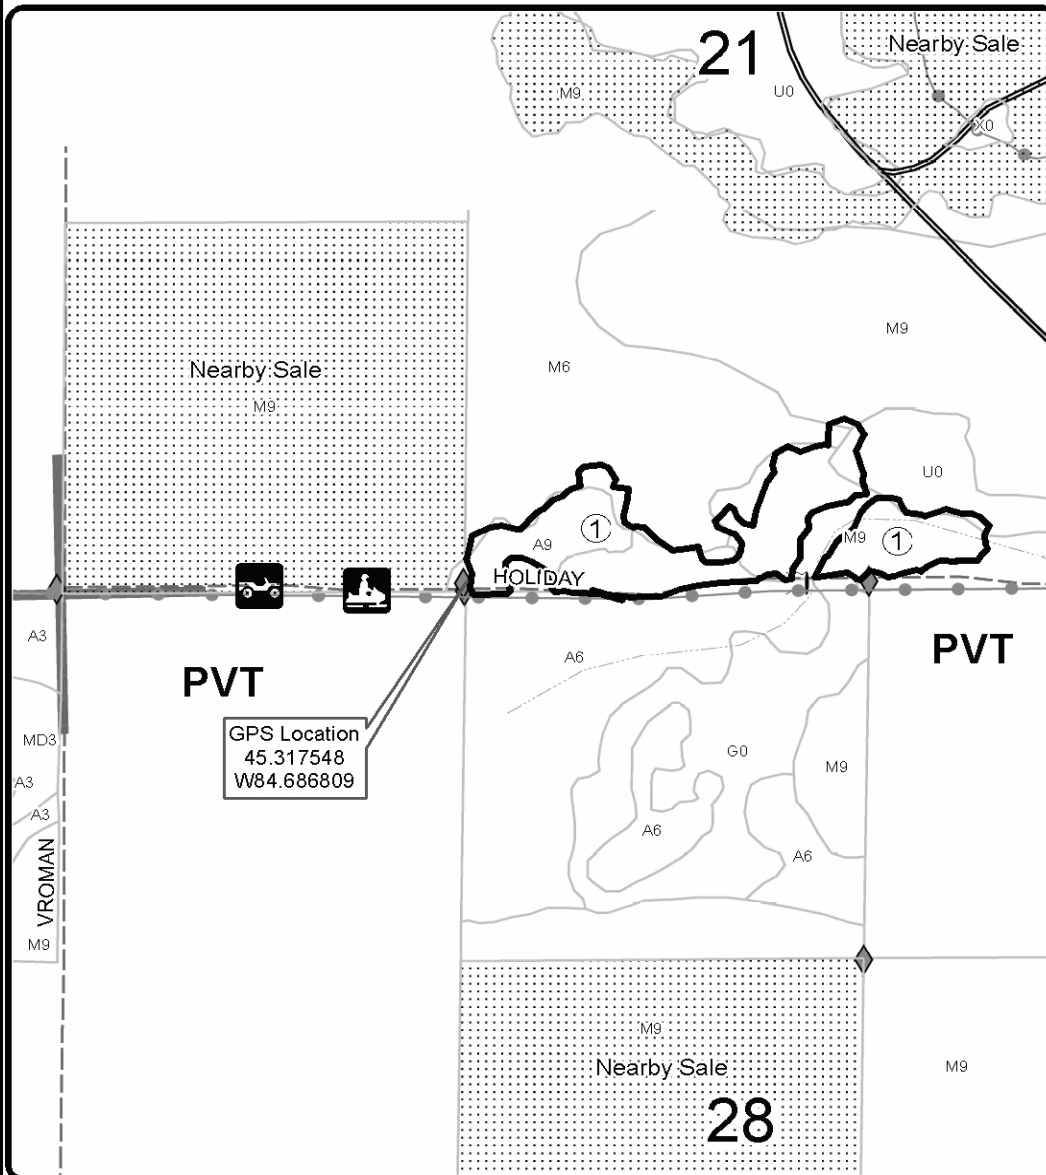 21
Nearby Sale
M9
U0
X0
M9
Nearby Sale
M9
M6
U0
1
A9
M9
1
HOLIDAY
A3
A6
PVT
PVT
GPS Location
45.317548
W84.686809
MD3
G0
M9
A3
A3
A6
A6
VROMAN
M9
M9
Nearby Sale
M9
28